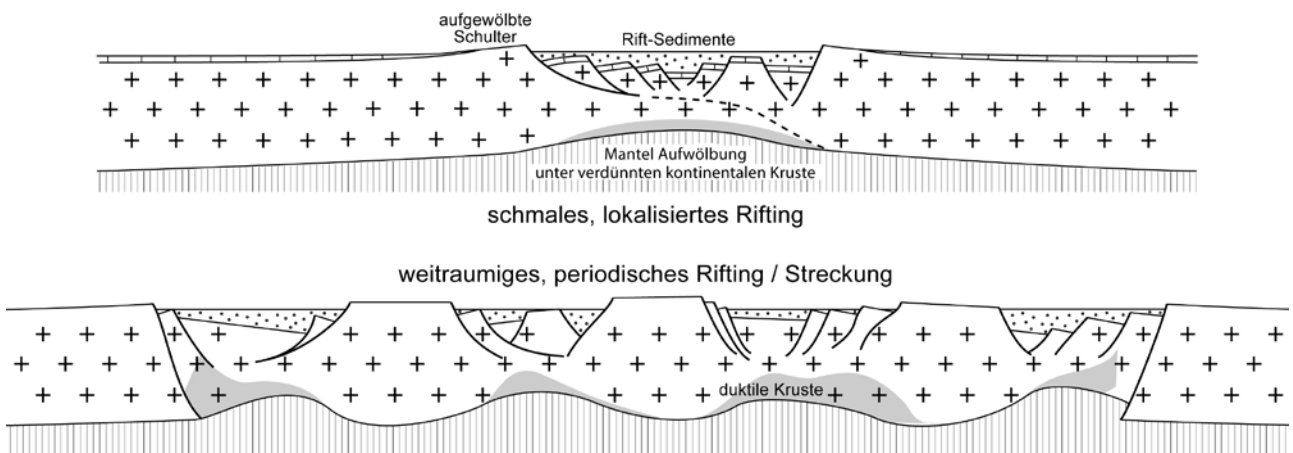 aufgewölbte
Schulter
Rift-Sedimente
Mantel Aufwölbung
unter verdünnten kontinentalen Kruste
schmales, lokalisiertes Rifting
weitraumiges, periodisches Rifting / Streckung
duktile Kruste